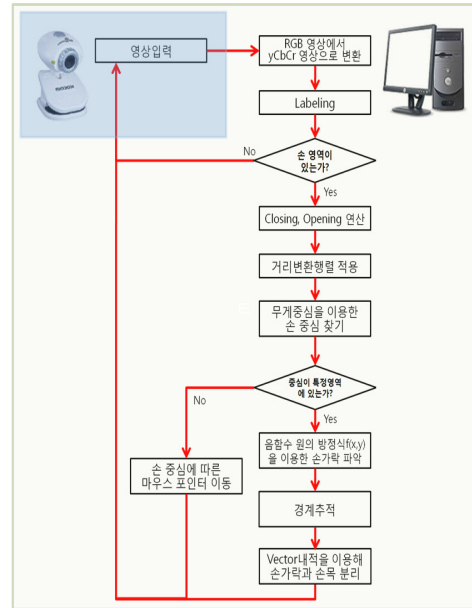 영상입력
RGB 영상에서
yCbCr 영상으로 변환
Labeling
손 영역이
있는가?
No
Yes
Closing, Opening 연산
거리변환행렬 적용
무게중심을 이용한
손 중심 찾기
중심이 특정영역
에 있는가?
No
Yes
음함수 원의 방정식f(x,y)
을 이용한 손가락 파악
손 중심에 따른
마우스 포인터 이동
경계추적
Vector내적을 이용해
손가락과 손목 분리